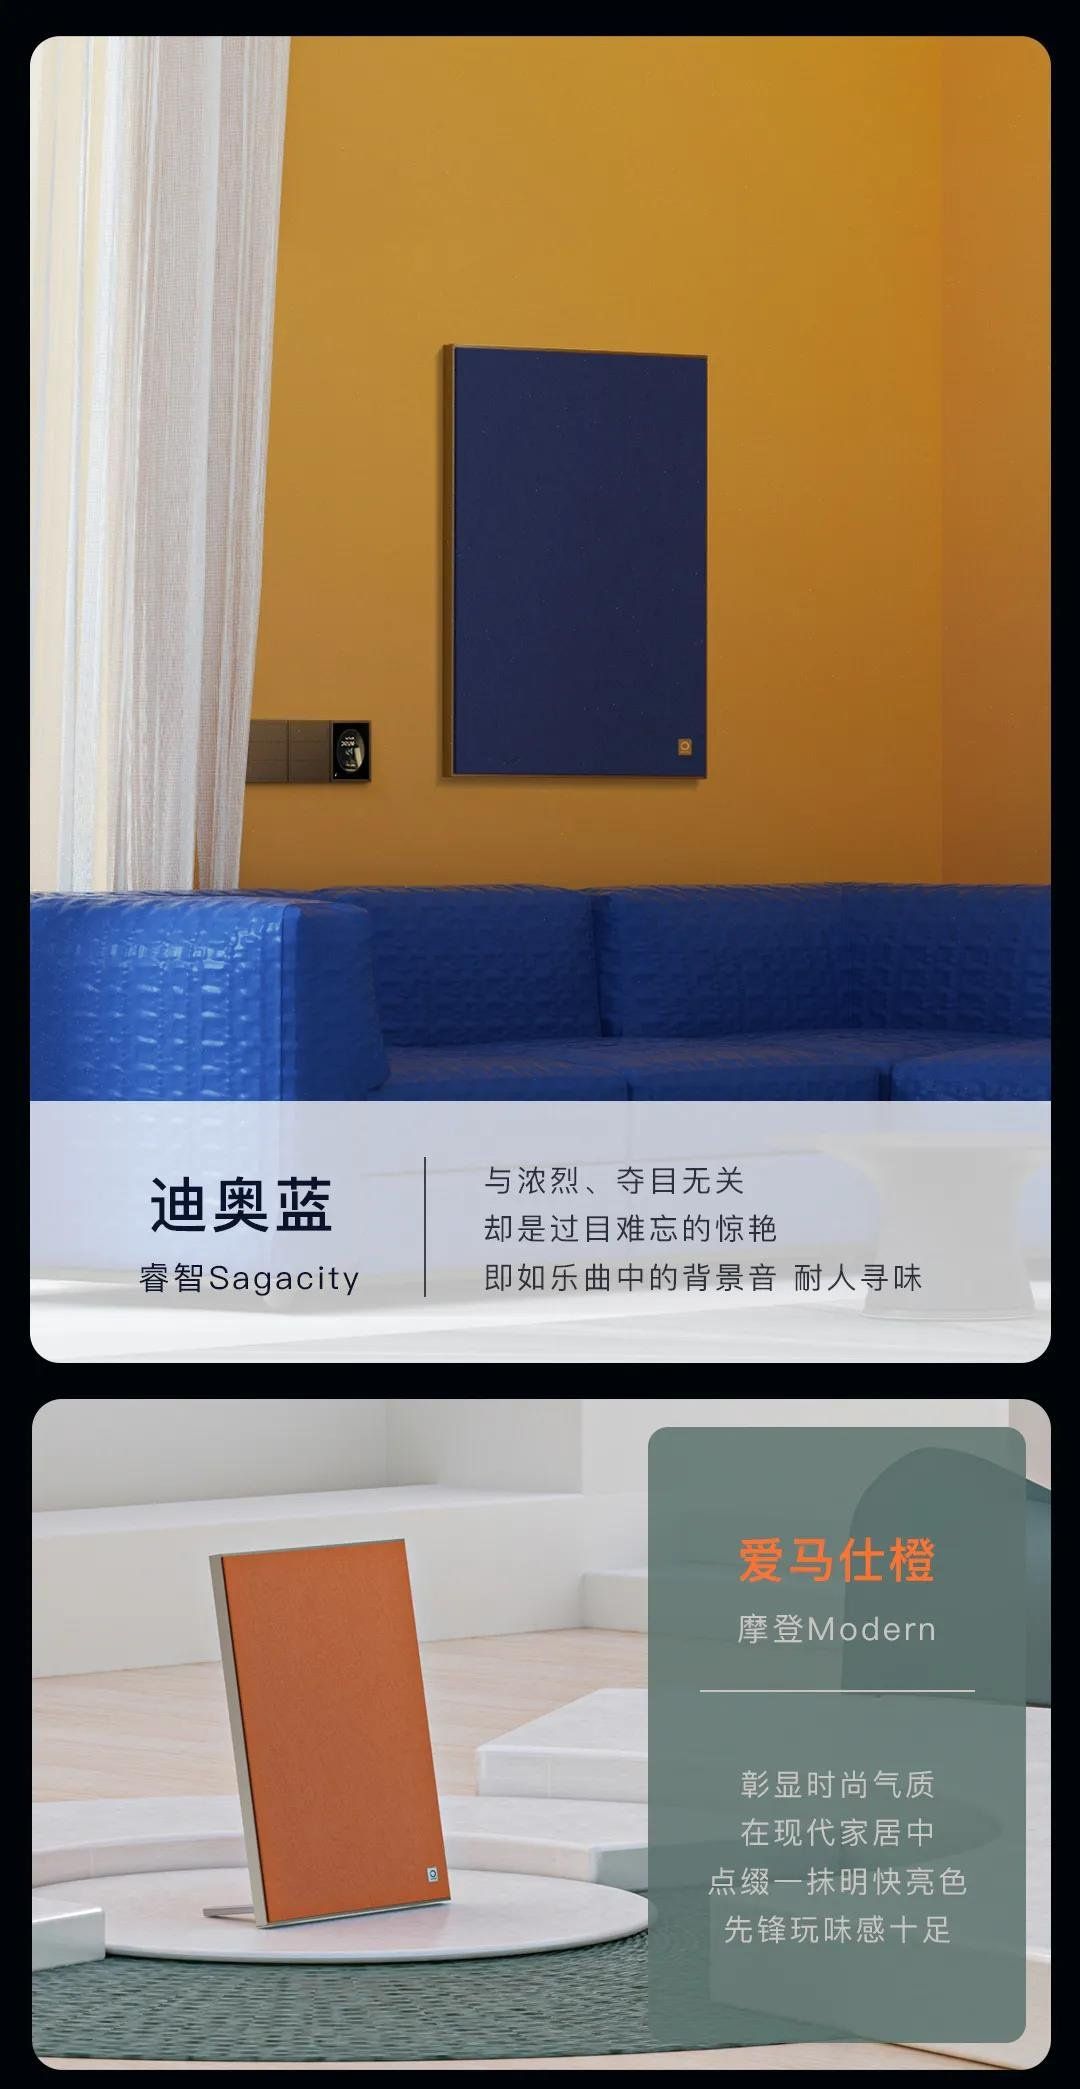 迪奥蓝
睿智Sagacity
与浓烈、夺目无关
却是过目难忘的惊艳
即如乐曲中的背景音 耐人寻味
爱马仕橙
摩登Modern
彰显时尚气质
在现代家居中
点缀一抹明快亮色
先锋玩味感十足